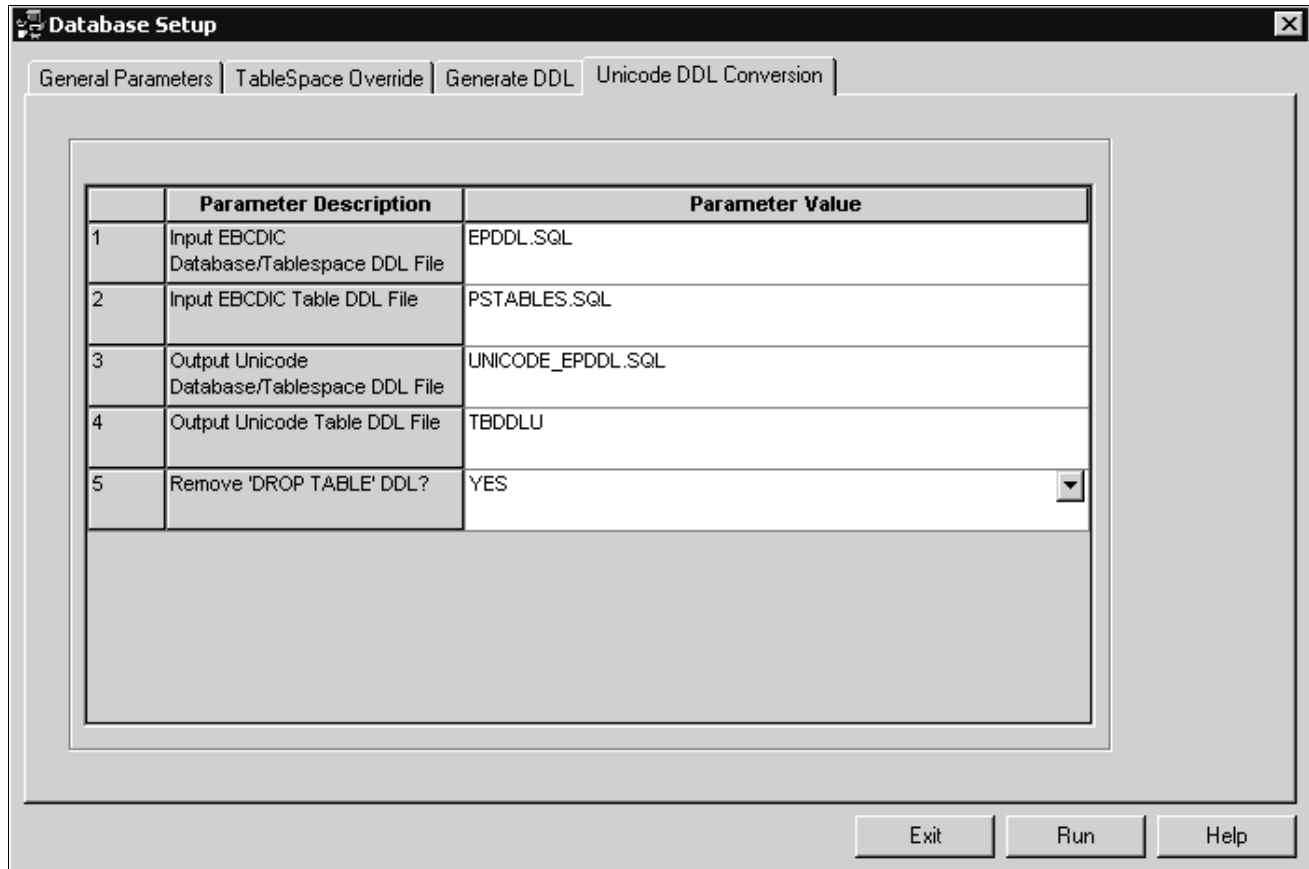 Database Setup
General Parameters TableSpace Override Generate DDL Unicode DDL Conversion
Parameter Description Parameter Value
1 Input EBCDIC EPDDL.SQL
Database/Tablespace DDL File
2 Input EBCDIC Table DDL File PSTABLES.SQL
3 Output Unicode UNICODE_EPDDL.SQL
Database/Tablespace DDL File
4 Output Unicode Table DDL File TBDDLU
5 Remove 'DROP TABLE' DDL? YES
Exit Run Help